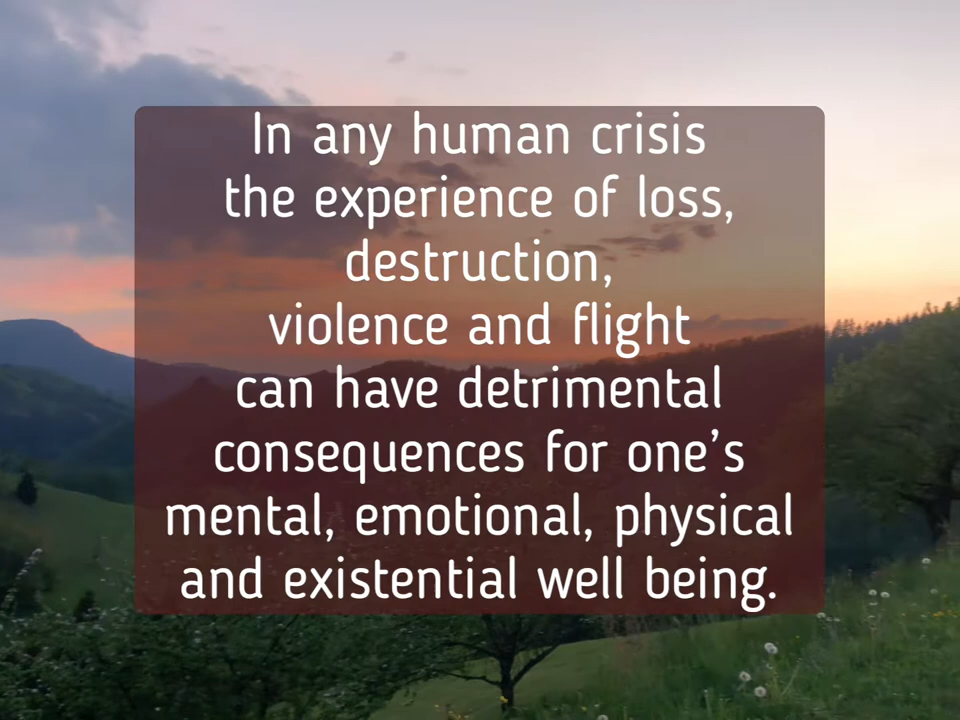 In any human crisis
the experience of loss,
destruction,
violence and flight
can have detrimental
consequences for one’s
mental, emotional, physical
and existential well being.